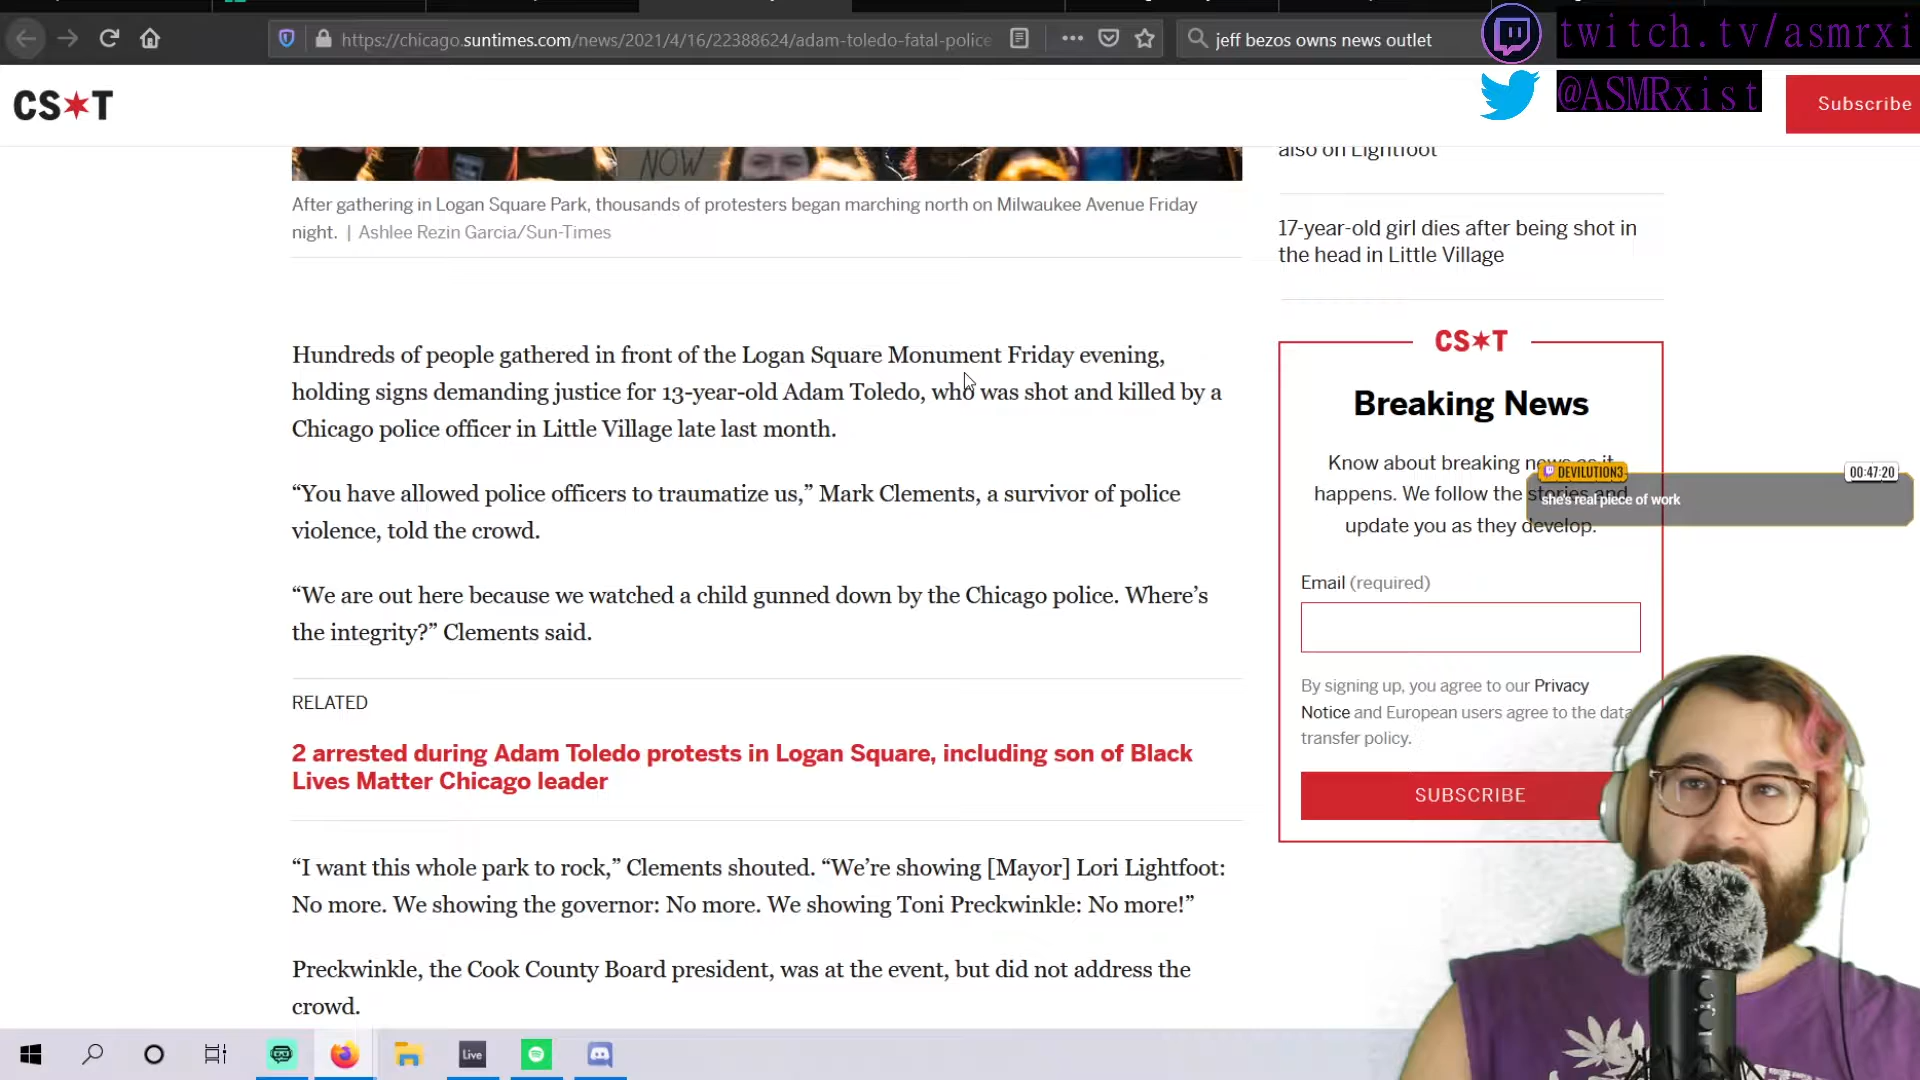 https://chicago.suntimes.com/news/2021/4/16/22388624/adam-toledo-fatal-police
jeff bezos owns news outlet
twitch.tv/asmrxi
@ASMRxist
CS T
Subscribe
NOW
also on Lightfoot
After gathering in Logan Square Park, thousands of protesters began marching north on Milwaukee Avenue Friday
night. | Ashlee Rezin Garcia/Sun-Times
17-year-old girl dies after being shot in
the head in Little Village
Hundreds of people gathered in front of the Logan Square Monument Friday evening,
holding signs demanding justice for 13-year-old Adam Toledo, who was shot and killed by a
Chicago police officer in Little Village late last month.
“You have allowed police officers to traumatize us,” Mark Clements, a survivor of police
violence, told the crowd.
“We are out here because we watched a child gunned down by the Chicago police. Where’s
the integrity?” Clements said.
RELATED
2 arrested during Adam Toledo protests in Logan Square, including son of Black
Lives Matter Chicago leader
“I want this whole park to rock,” Clements shouted. “We’re showing [Mayor] Lori Lightfoot:
No more. We showing the governor: No more. We showing Toni Preckwinkle: No more!”
Preckwinkle, the Cook County Board president, was at the event, but did not address the
crowd.
CS T
Breaking News
Know about breaking news as it
happens. We follow the stories and
update you as they develop.
DEVILUTION3
00:47:20
she's real piece of work
Email (required)
By signing up, you agree to our Privacy
Notice and European users agree to the data
transfer policy.
SUBSCRIBE
Live